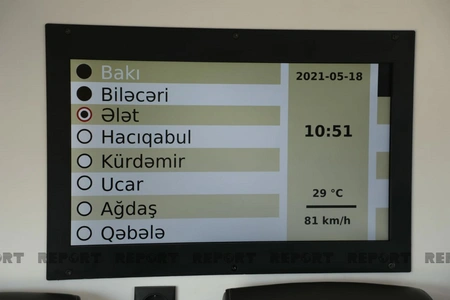 Bakı
Biləcəri
Ələt
Hacıqabul
Kürdəmir
Ucar
Ağdaş
Qəbələ
2021-05-18
10:51
29 °C
81 km/h
REPORT REPORT REPORT REPORT REPORT